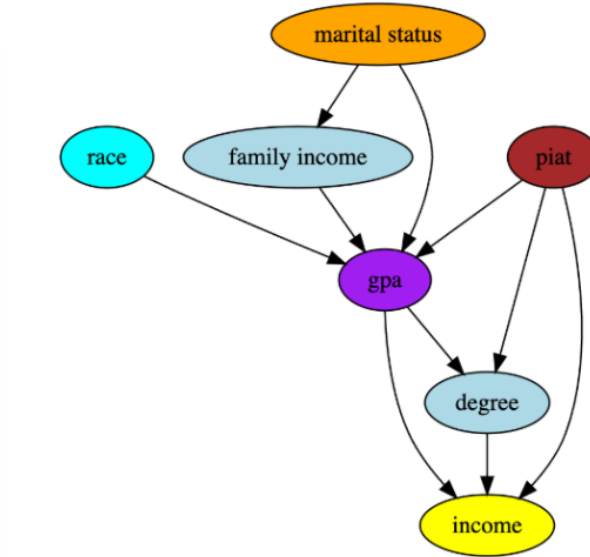 marital status
race
family income
piat
gpa
degree
income